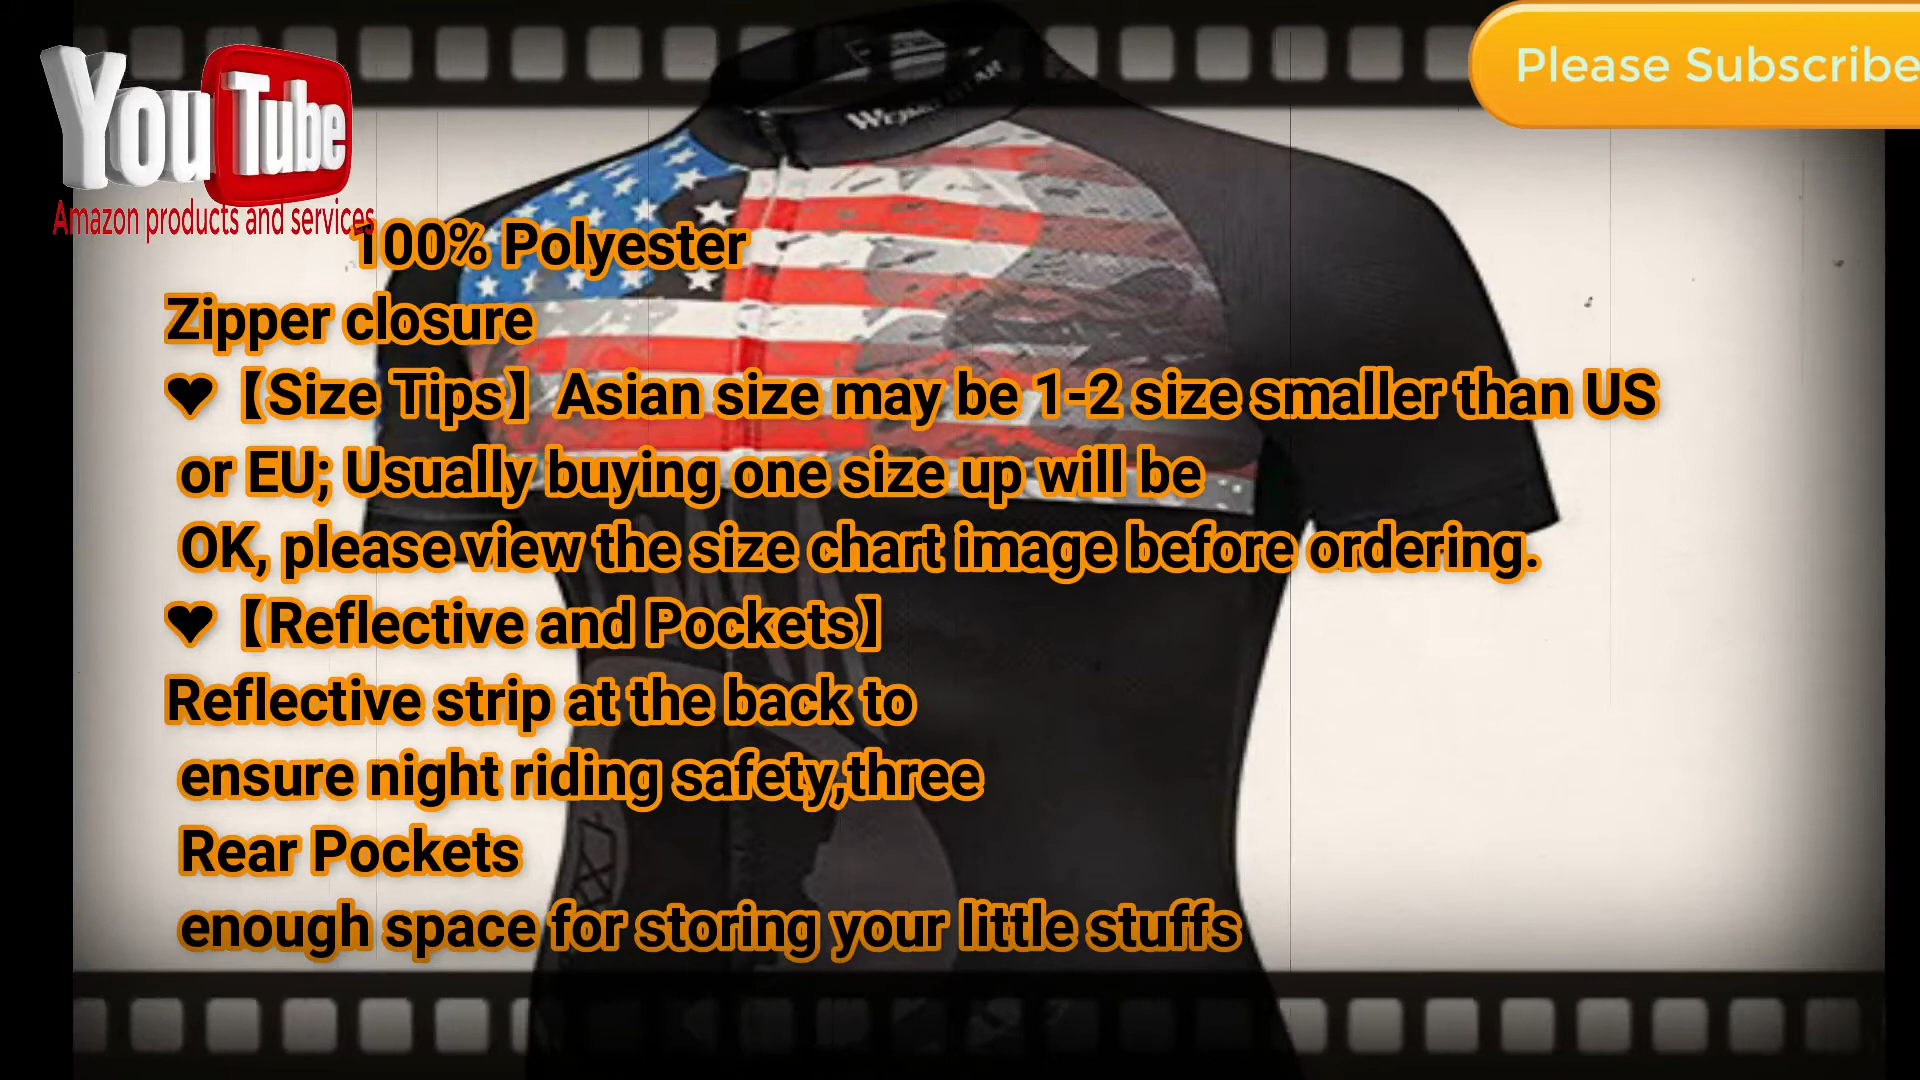 YouTube
Please Subscribe
Amazon products and services
100% Polyester
Zipper closure
❤【Size Tips】Asian size may be 1-2 size smaller than US
or EU; Usually buying one size up will be
OK, please view the size chart image before ordering.
❤【Reflective and Pockets】
Reflective strip at the back to
ensure night riding safety,three
Rear Pockets
enough space for storing your little stuffs